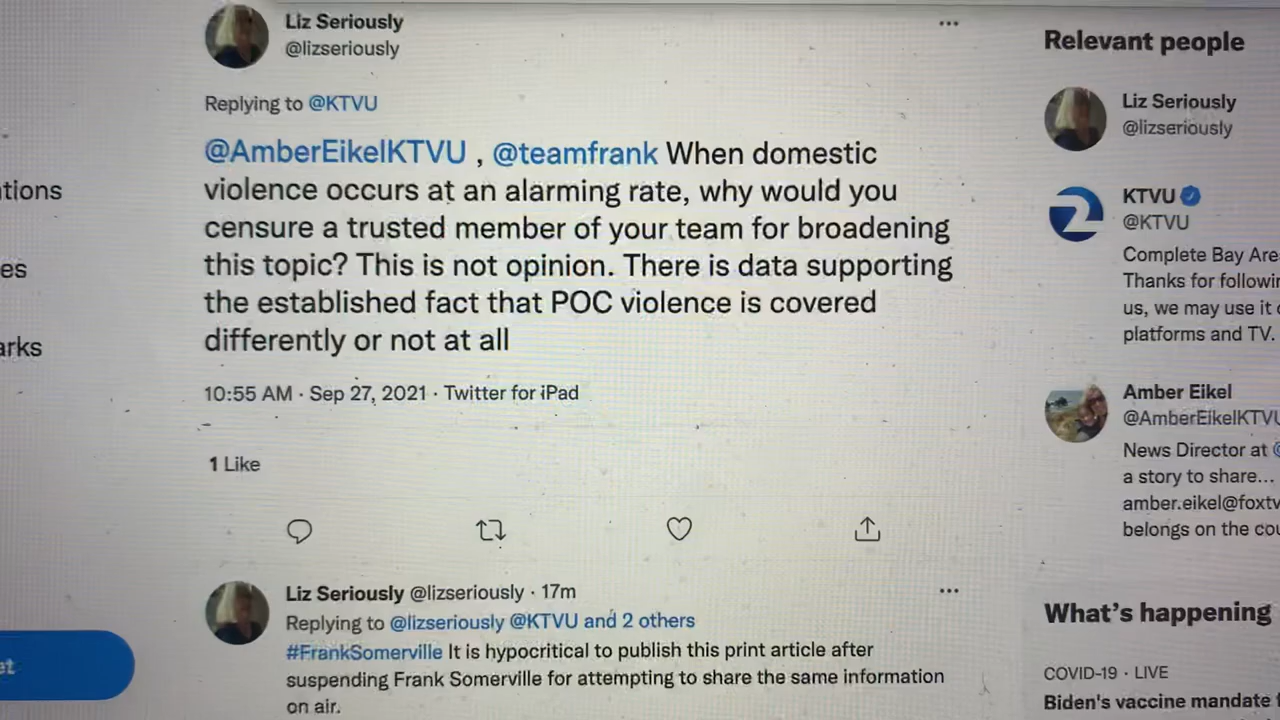 Liz Seriously
@lizseriously
Replying to @KTVU
@AmberEikelKTVU , @teamfrank When domestic
violence occurs at an alarming rate, why would you
censure a trusted member of your team for broadening
this topic? This is not opinion. There is data supporting
the established fact that POC violence is covered
differently or not at all
10:55 AM · Sep 27, 2021 · Twitter for iPad
1 Like
Liz Seriously @lizseriously · 17m
Replying to @lizseriously @KTVU and 2 others
#FrankSomerville It is hypocritical to publish this print article after
suspending Frank Somerville for attempting to share the same information
on air.
Relevant people
Liz Seriously
@lizseriously
KTVU
@KTVU
Complete Bay Are
Thanks for followin
us, we may use it
platforms and TV.
Amber Eikel
@AmberEikelKTVU
News Director at @
a story to share...
amber.eikel@foxtv
belongs on the cou
What's happening
COVID-19 · LIVE
Biden's vaccine mandate
tions
es
arks
et